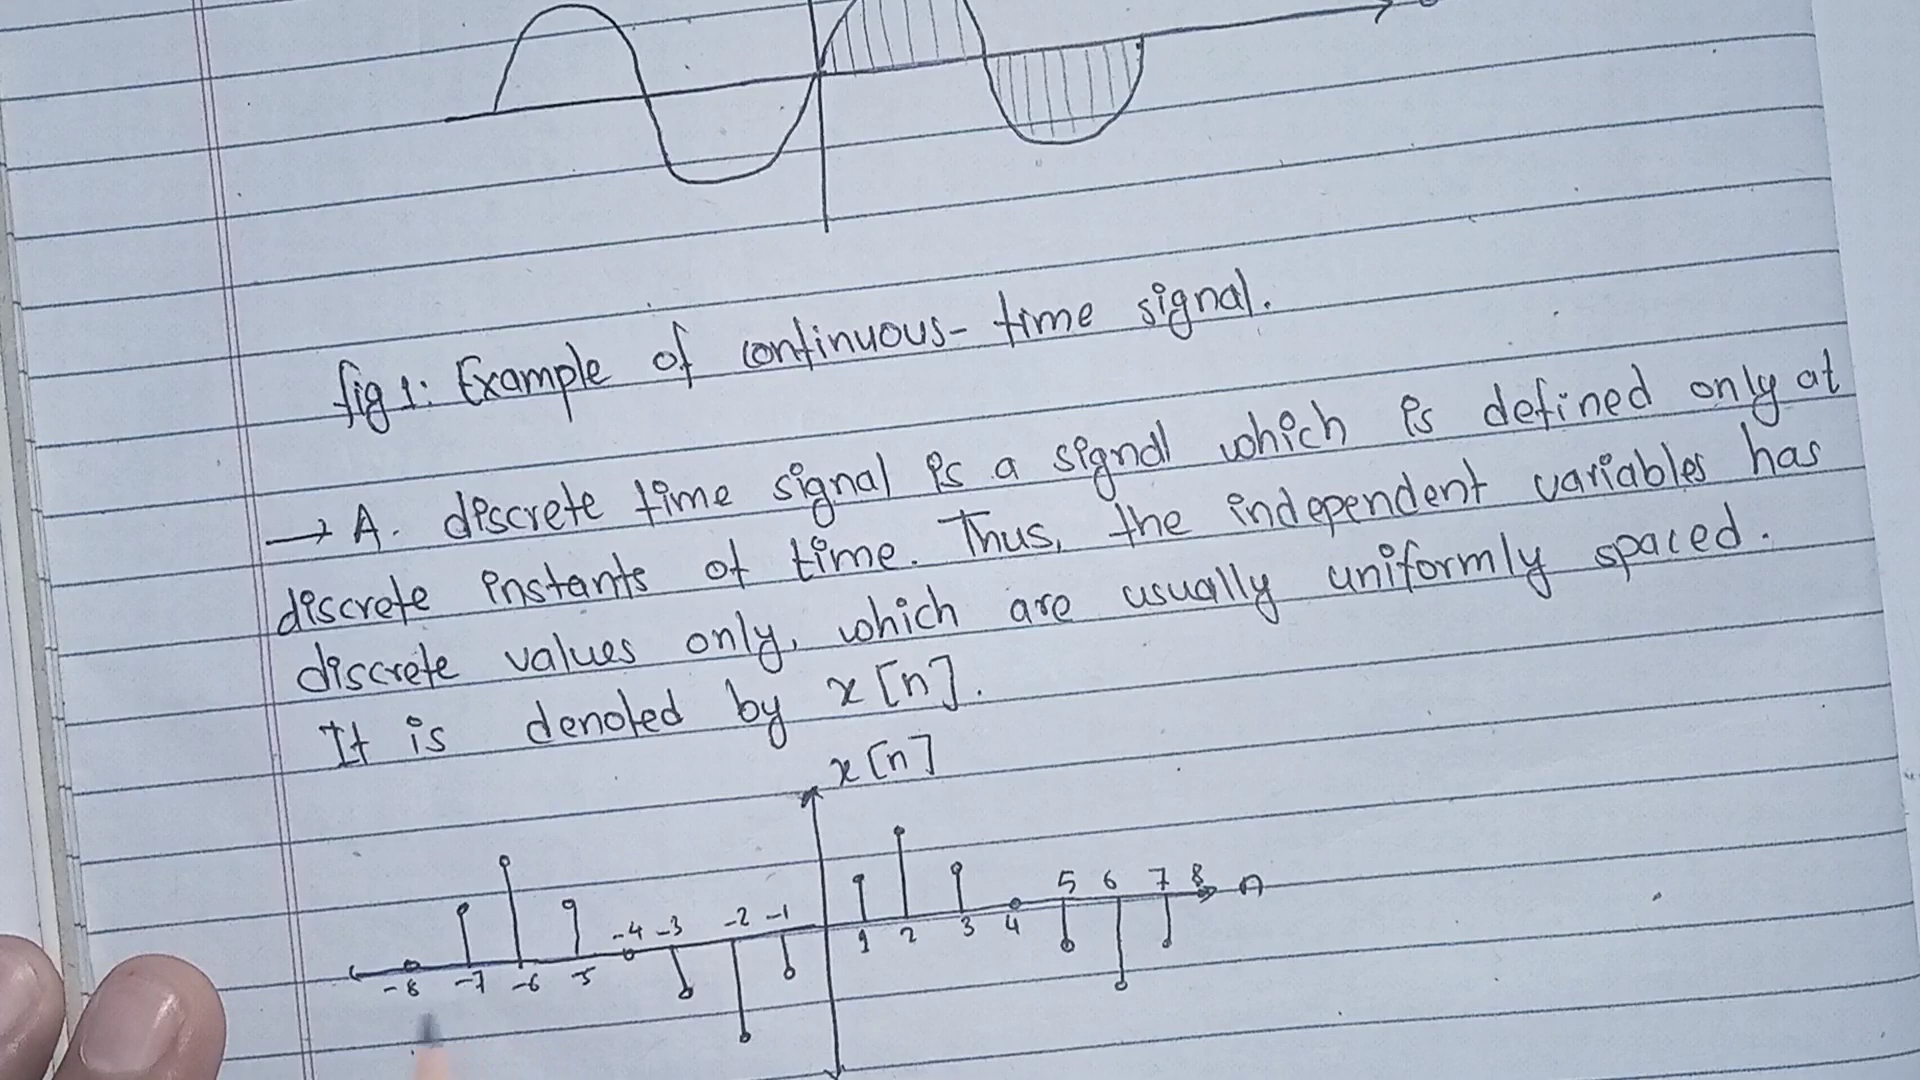 fig 1: Example of continuous-time signal.
→ A. discrete time signal is a signal which is defined only at
discrete instants of time. Thus, the independent variables has
discrete values only, which are usually uniformly spaced.
It is denoted by x[n].
x[n]
-8 -7 -6 -5 -4 -3 -2 -1 1 2 3 4 5 6 7 8 n